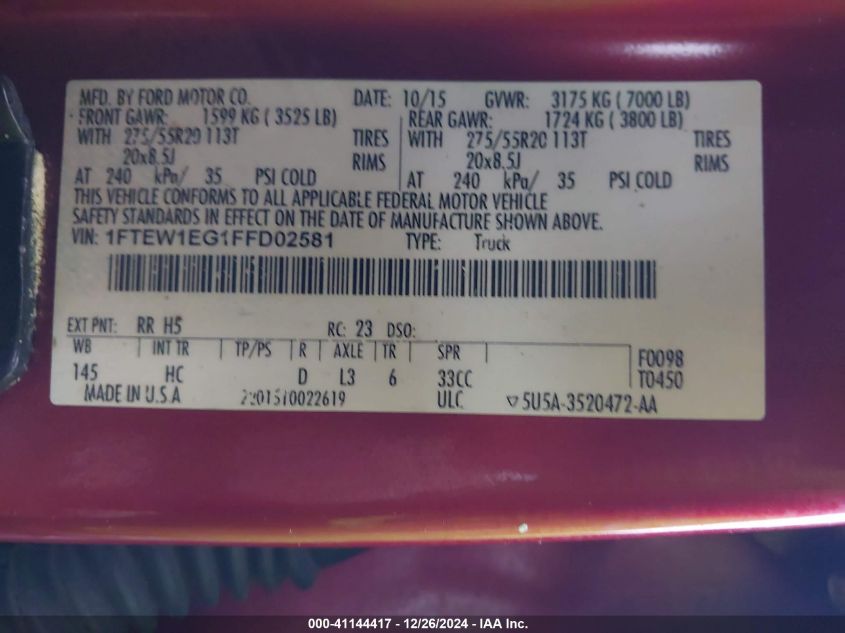 MFD. BY FORD MOTOR CO. DATE: 10/15 GVWR: 3175 KG ( 7000 LB)
FRONT GAWR: 1599 KG ( 3525 LB) REAR GAWR: 1724 KG ( 3800 LB)
WITH 275/55R20 113T TIRES WITH 275/55R20 113T TIRES
20x8.5J RIMS 20x8.5J RIMS
AT 240 kPa/ 35 PSI COLD AT 240 kPa/ 35 PSI COLD
THIS VEHICLE CONFORMS TO ALL APPLICABLE FEDERAL MOTOR VEHICLE
SAFETY STANDARDS IN EFFECT ON THE DATE OF MANUFACTURE SHOWN ABOVE.
VIN: 1FTEW1EG1FFD02581 TYPE: Truck
EXT PNT: RR H5 RC: 23 DSO:
WB INT TR TP/PS R AXLE TR SPR F0098
145 HC D L3 6 33CC T0450
MADE IN U.S.A ULC 5U5A-3520472-AA
000-41144417 - 12/26/2024 - IAA Inc.